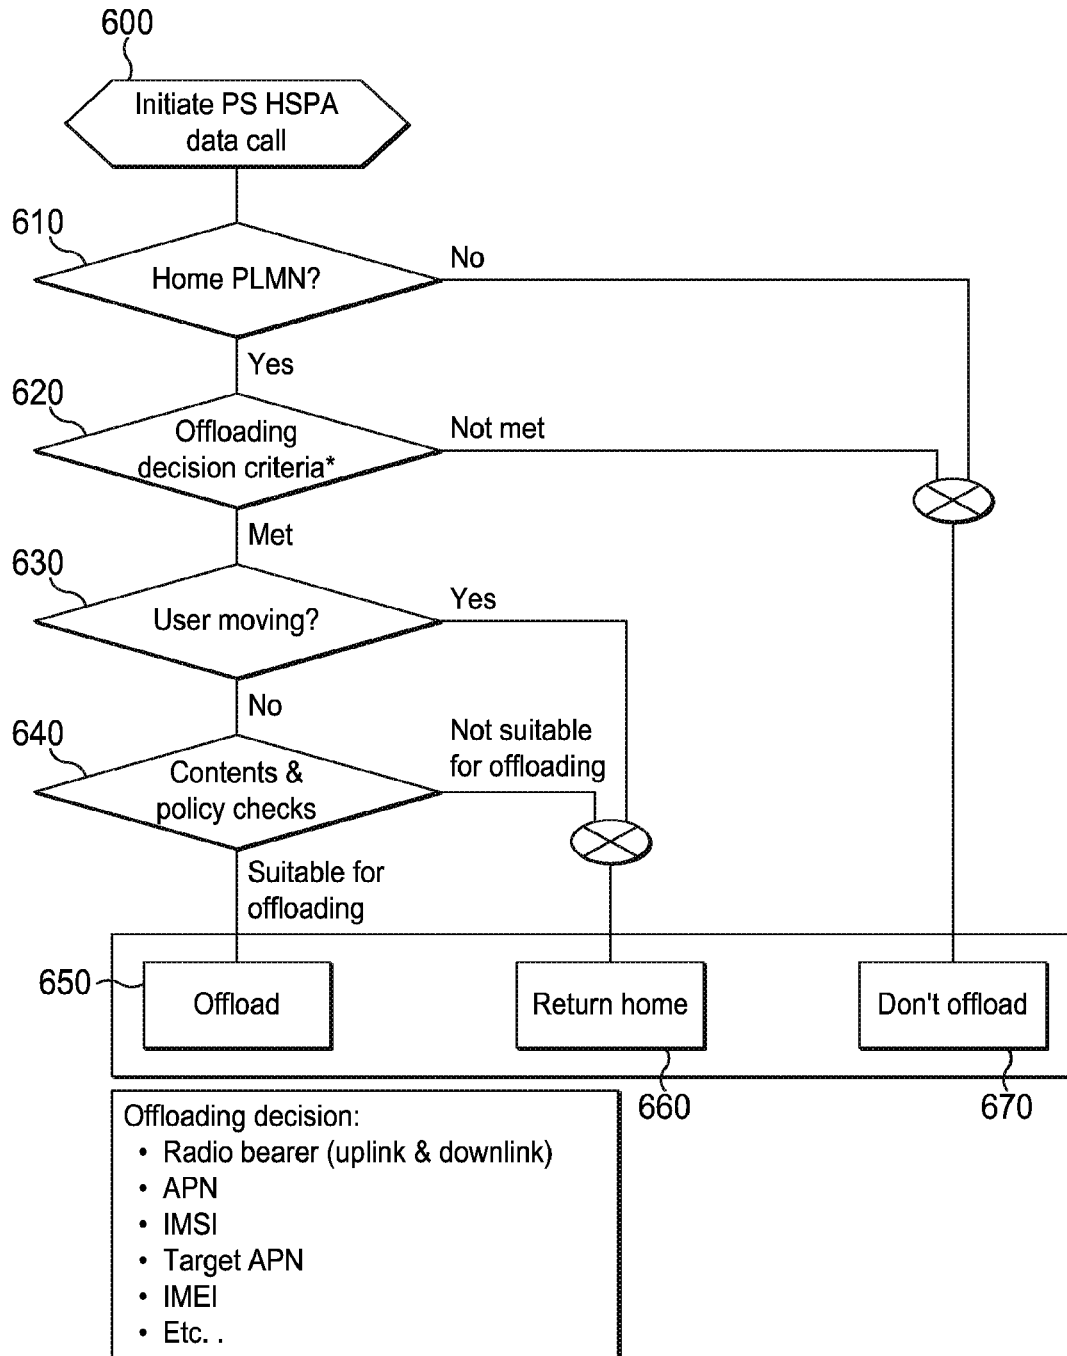 600
Initiate PS HSPA
data call
610
Home PLMN?
No
Yes
620
Offloading
decision criteria*
Not met
Met
630
User moving?
Yes
No
640
Contents &
policy checks
Not suitable
for offloading
Suitable for
offloading
650
Offload
Return home
Don't offload
660
670
Offloading decision:
• Radio bearer (uplink & downlink)
• APN
• IMSI
• Target APN
• IMEI
• Etc. .